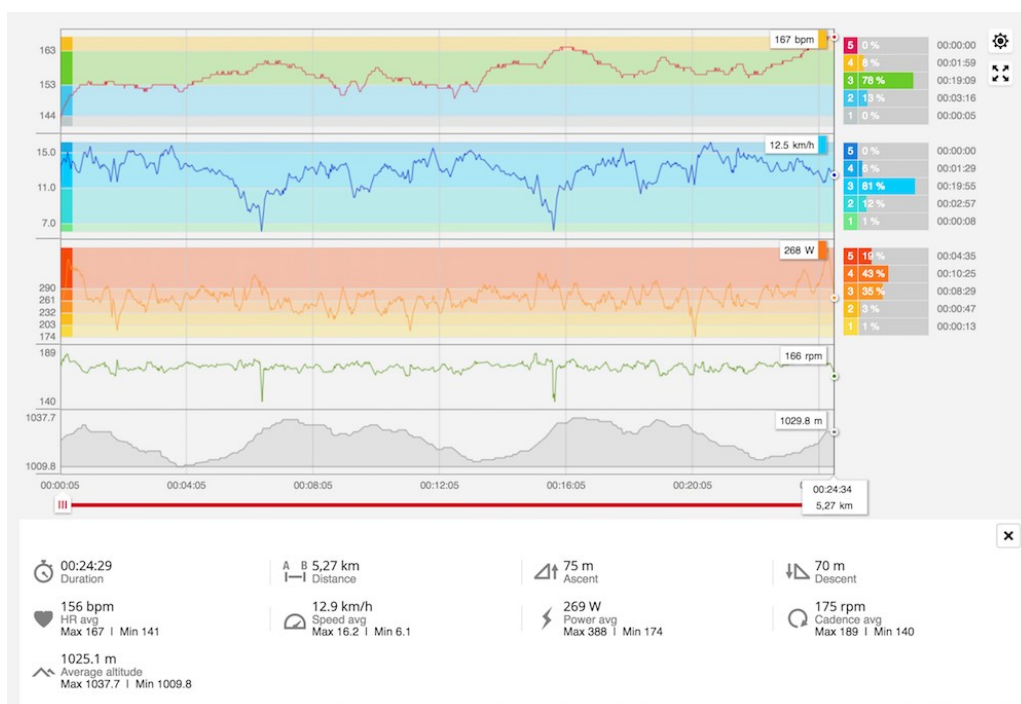 163
153
144
167 bpm
5 0 % 00:00:00
4 8 % 00:01:59
3 78 % 00:19:09
2 13 % 00:03:16
1 0 % 00:00:05
15.0
11.0
7.0
12.5 km/h
5 0 % 00:00:00
4 6 % 00:01:29
3 81 % 00:19:55
2 12 % 00:02:57
1 1 % 00:00:08
290
261
232
203
174
268 W
5 19 % 00:04:35
4 43 % 00:10:25
3 35 % 00:08:29
2 3 % 00:00:47
1 1 % 00:00:13
189
140
166 rpm
1037.7
1009.8
1029.8 m
00:00:05 00:04:05 00:08:05 00:12:05 00:16:05 00:20:05
00:24:34
5,27 km
00:24:29
Duration
A B 5,27 km
Distance
75 m
Ascent
70 m
Descent
156 bpm
HR avg
Max 167 | Min 141
12.9 km/h
Speed avg
Max 16.2 | Min 6.1
269 W
Power avg
Max 388 | Min 174
175 rpm
Cadence avg
Max 189 | Min 140
1025.1 m
Average altitude
Max 1037.7 | Min 1009.8